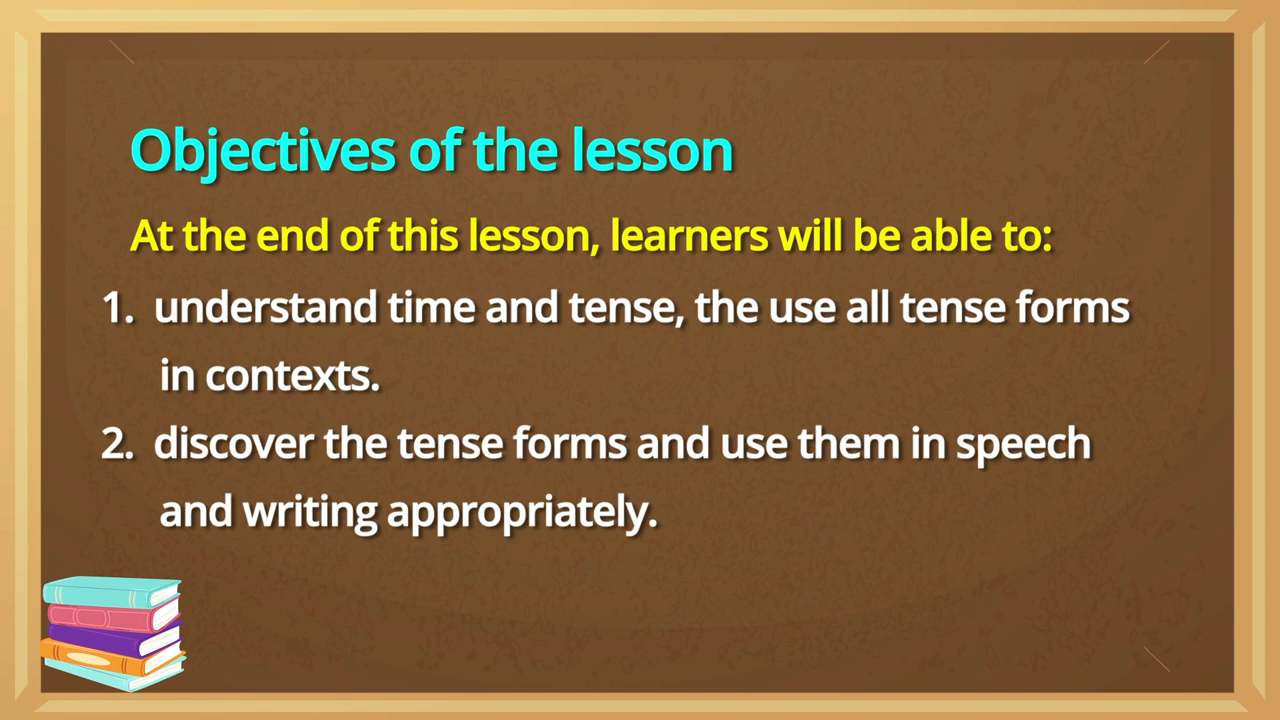 Objectives of the lesson
At the end of this lesson, learners will be able to:
1. understand time and tense, the use all tense forms
in contexts.
2. discover the tense forms and use them in speech
and writing appropriately.